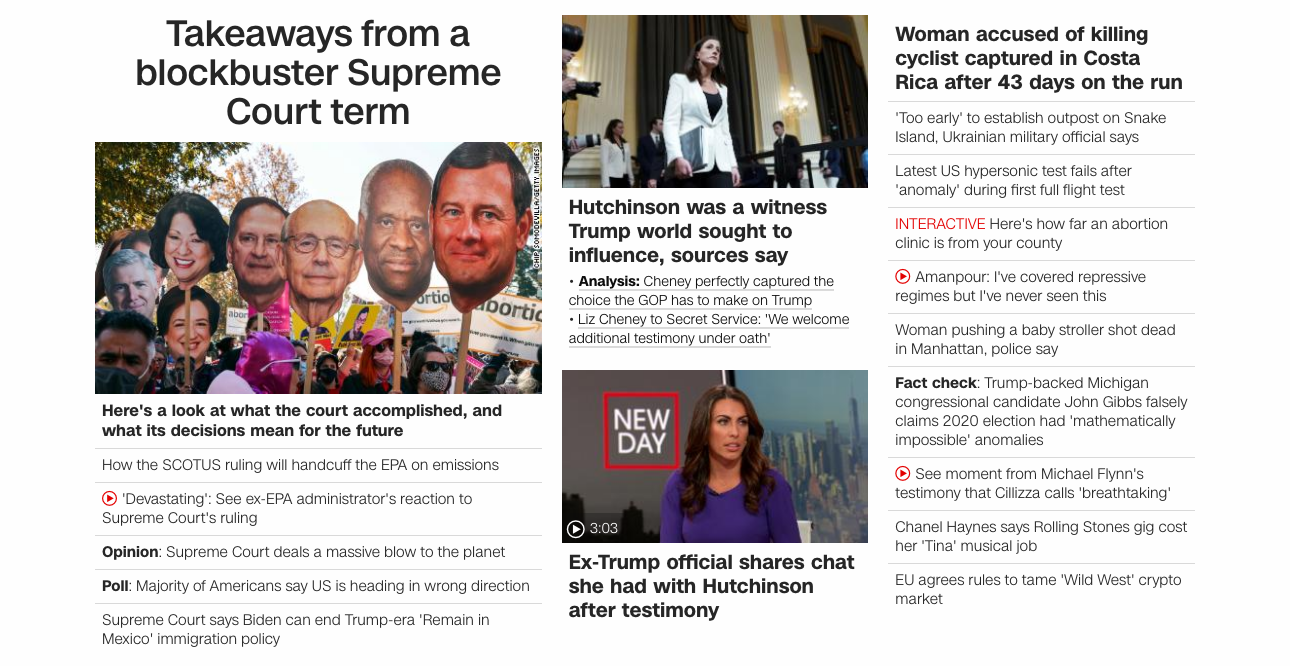 Takeaways from a
blockbuster Supreme
Court term
CHIP SOMODEVILLA/GETTY IMAGES
abor
ortio
abortion
Here's a look at what the court accomplished, and
what its decisions mean for the future
How the SCOTUS ruling will handcuff the EPA on emissions
'Devastating': See ex-EPA administrator's reaction to
Supreme Court's ruling
Opinion: Supreme Court deals a massive blow to the planet
Poll: Majority of Americans say US is heading in wrong direction
Supreme Court says Biden can end Trump-era 'Remain in
Mexico' immigration policy
Hutchinson was a witness
Trump world sought to
influence, sources say
• Analysis: Cheney perfectly captured the
choice the GOP has to make on Trump
• Liz Cheney to Secret Service: 'We welcome
additional testimony under oath'
NEW
DAY
3:03
Ex-Trump official shares chat
she had with Hutchinson
after testimony
Woman accused of killing
cyclist captured in Costa
Rica after 43 days on the run
'Too early' to establish outpost on Snake
Island, Ukrainian military official says
Latest US hypersonic test fails after
'anomaly' during first full flight test
INTERACTIVE Here's how far an abortion
clinic is from your county
Amanpour: I've covered repressive
regimes but I've never seen this
Woman pushing a baby stroller shot dead
in Manhattan, police say
Fact check: Trump-backed Michigan
congressional candidate John Gibbs falsely
claims 2020 election had 'mathematically
impossible' anomalies
See moment from Michael Flynn's
testimony that Cillizza calls 'breathtaking'
Chanel Haynes says Rolling Stones gig cost
her 'Tina' musical job
EU agrees rules to tame 'Wild West' crypto
market